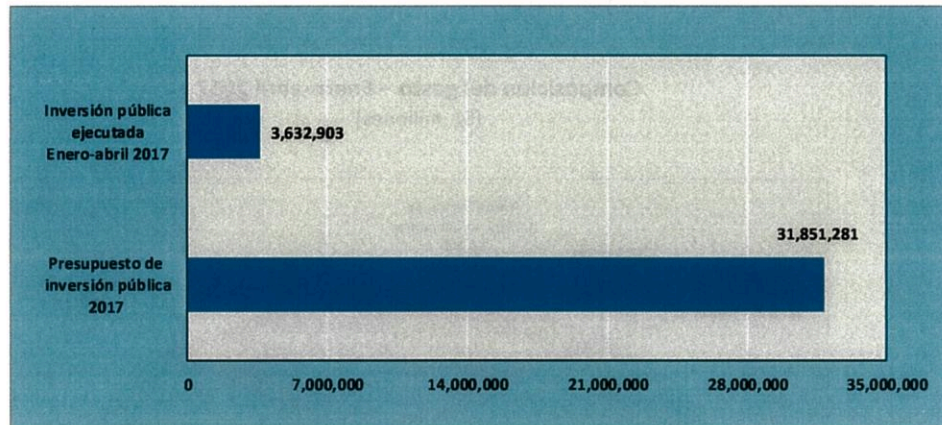 Inversión pública
ejecutada
Enero-abril 2017
3,632,903
31,851,281
Presupuesto de
inversión pública
2017
0 7,000,000 14,000,000 21,000,000 28,000,000 35,000,000